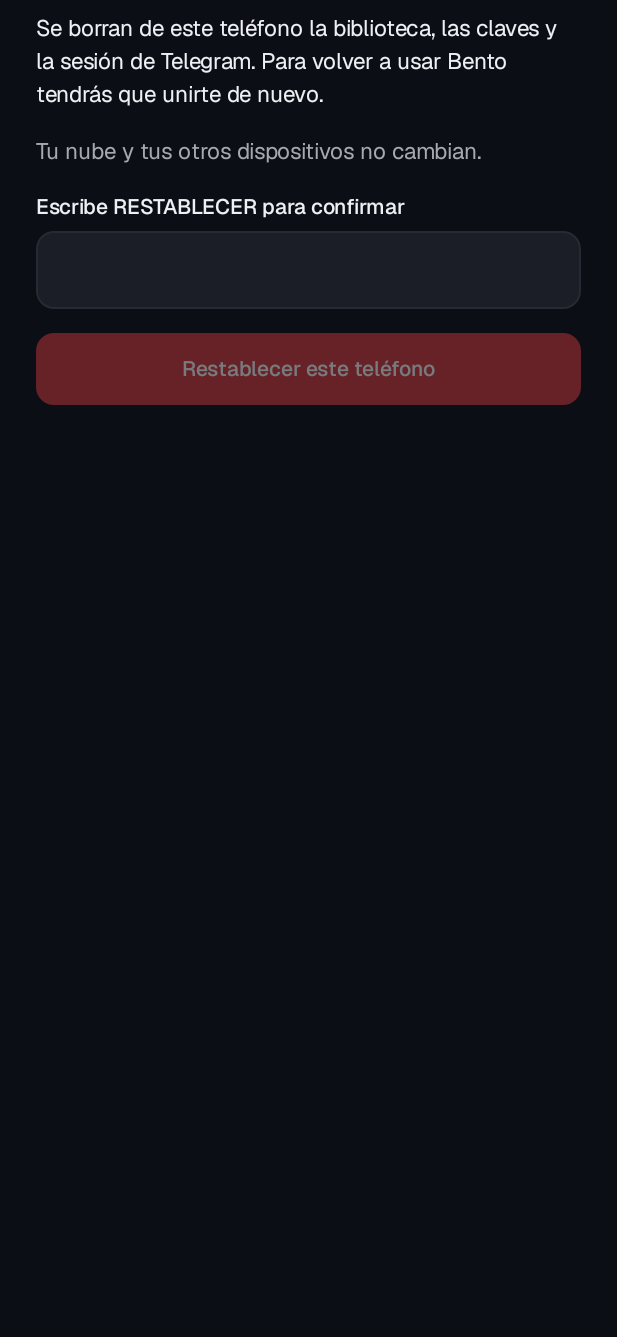 Se borran de este teléfono la biblioteca, las claves y
la sesión de Telegram. Para volver a usar Bento
tendrás que unirte de nuevo.
Tu nube y tus otros dispositivos no cambian.
Escribe RESTABLECER para confirmar
Restablecer este teléfono